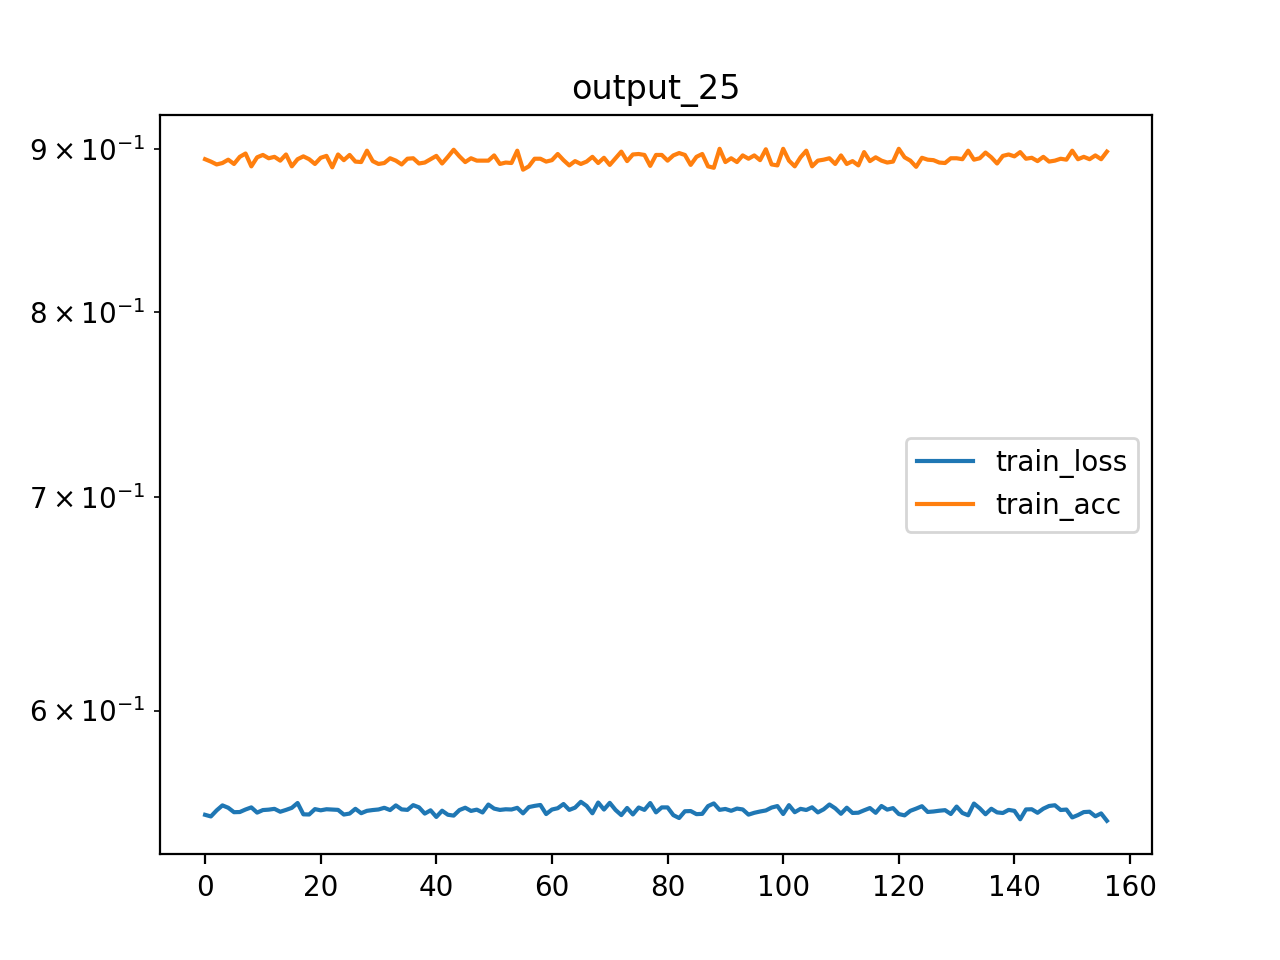 output_25
9 × 10⁻¹
8 × 10⁻¹
7 × 10⁻¹
6 × 10⁻¹
train_loss
train_acc
0 20 40 60 80 100 120 140 160